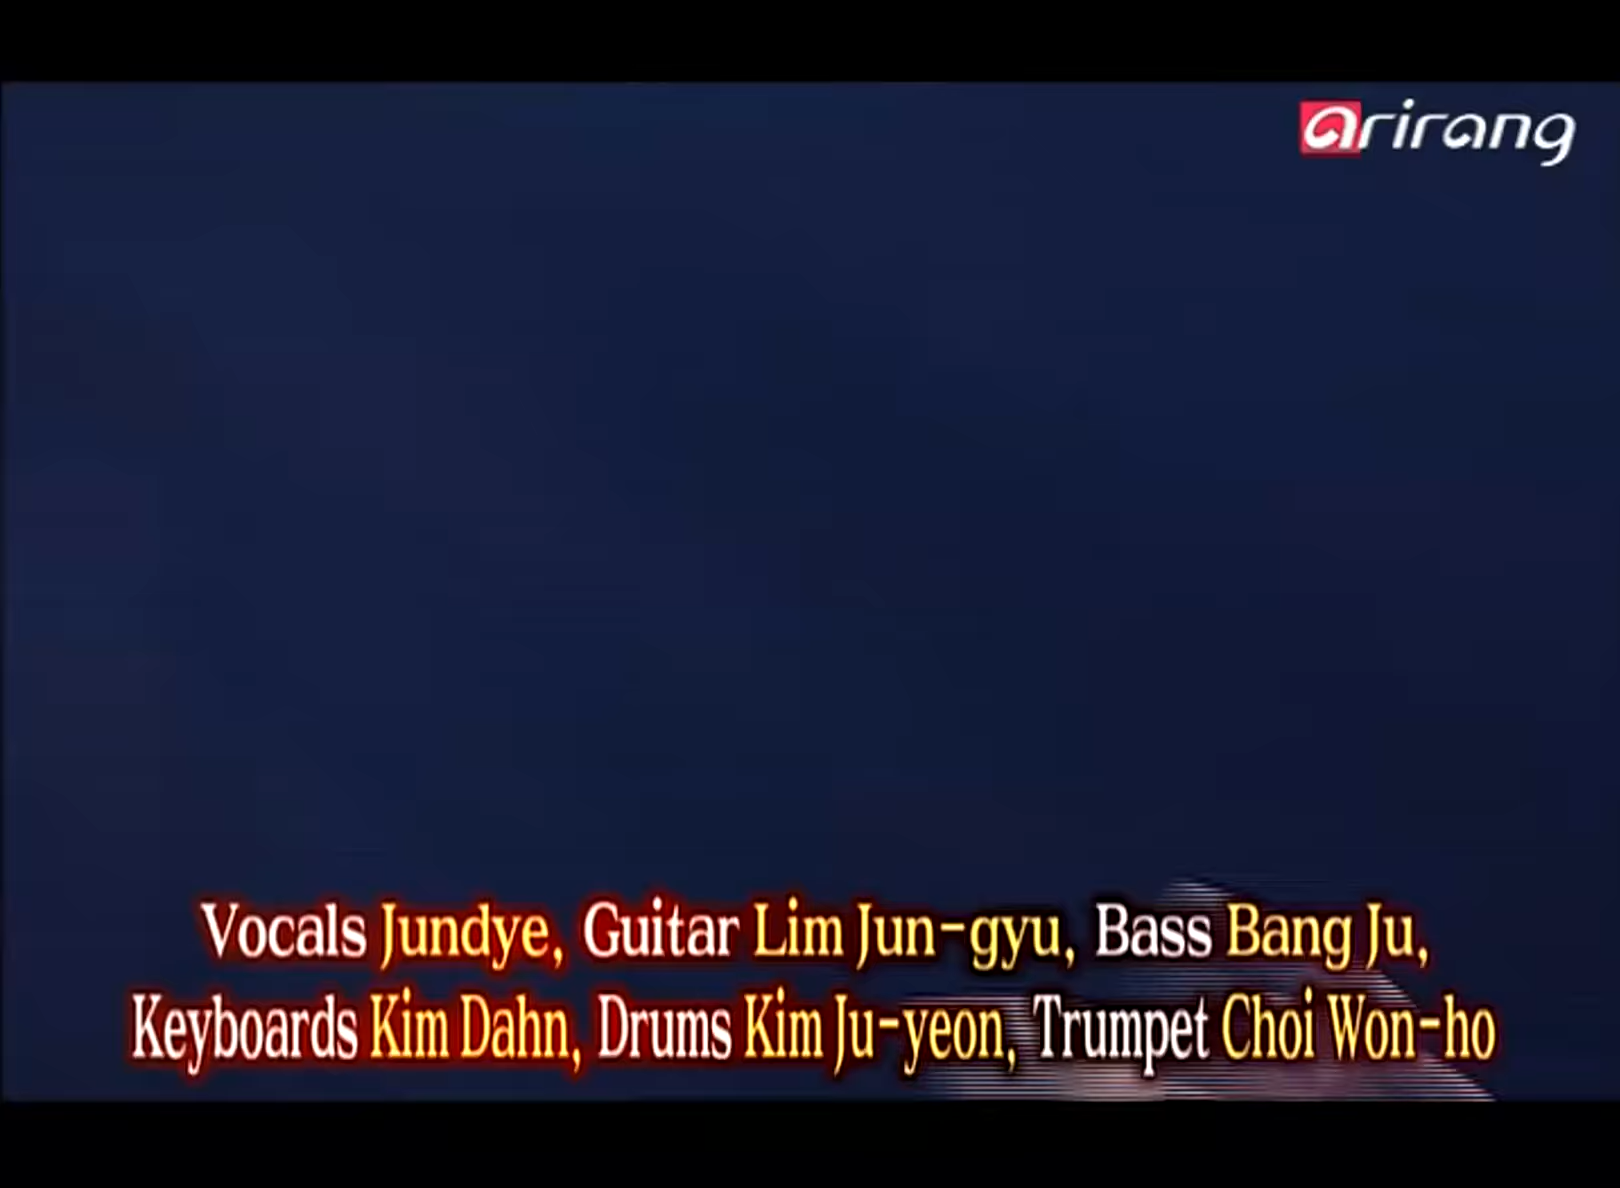 arirang
Vocals Jundye, Guitar Lim Jun-gyu, Bass Bang Ju,
Keyboards Kim Dahn, Drums Kim Ju-yeon, Trumpet Choi Won-ho